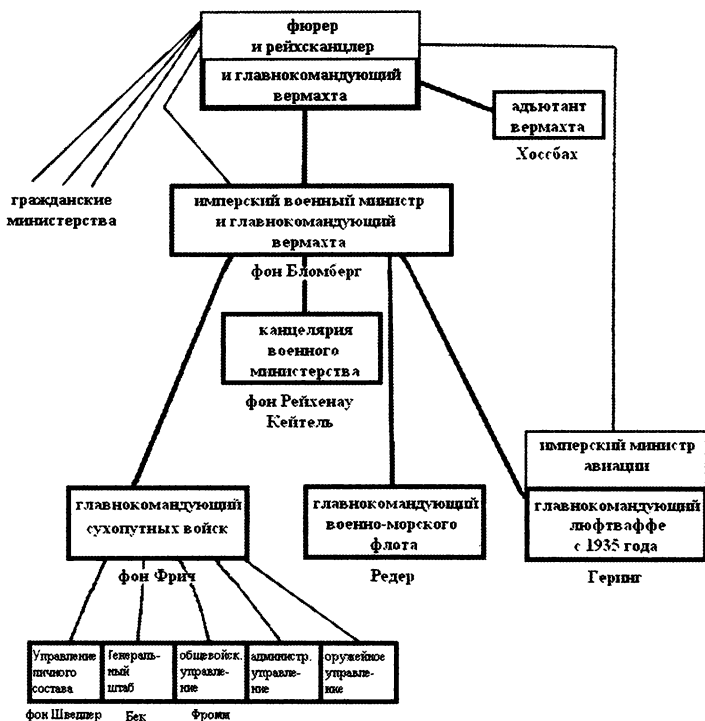 фюрер
и рейхсканцлер
и главнокомандующий
вермахта
адъютант
вермахта
Хоссбах
гражданские
министерства
имперский военный министр
и главнокомандующий
вермахта
фон Бломберг
канцелярия
военного
министерства
фон Рейхенау
Кейтель
имперский министр
авиации
главнокомандующий
сухопутных войск
фон Фрич
главнокомандующий
военно-морского
флота
Редер
главнокомандующий
люфтваффе
с 1935 года
Геринг
Управление
личного
состава
Генераль-
ный
штаб
общевойск.
управле-
ние
администр.
управле-
ние
оружейное
управле-
ние
фон Шведлер
Бек
Фромм